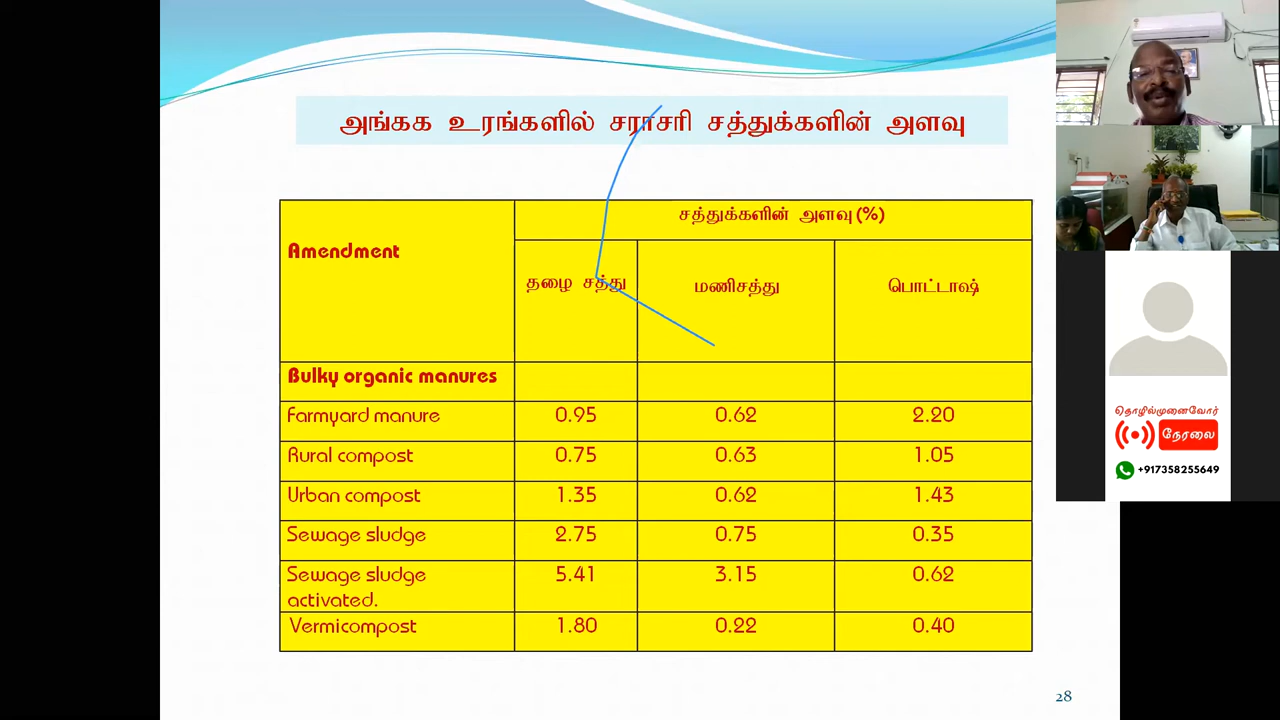 அங்கக உரங்களில் சராசரி சத்துக்களின் அளவு
Amendment
சத்துக்களின் அளவு (%)
தழை சத்து மணிசத்து பொட்டாஷ்
Bulky organic manures
Farmyard manure 0.95 0.62 2.20
Rural compost 0.75 0.63 1.05
Urban compost 1.35 0.62 1.43
Sewage sludge 2.75 0.75 0.35
Sewage sludge 5.41 3.15 0.62
activated.
Vermicompost 1.80 0.22 0.40
28
தொழில்முனைவோர்
நேரலை
+917358255649